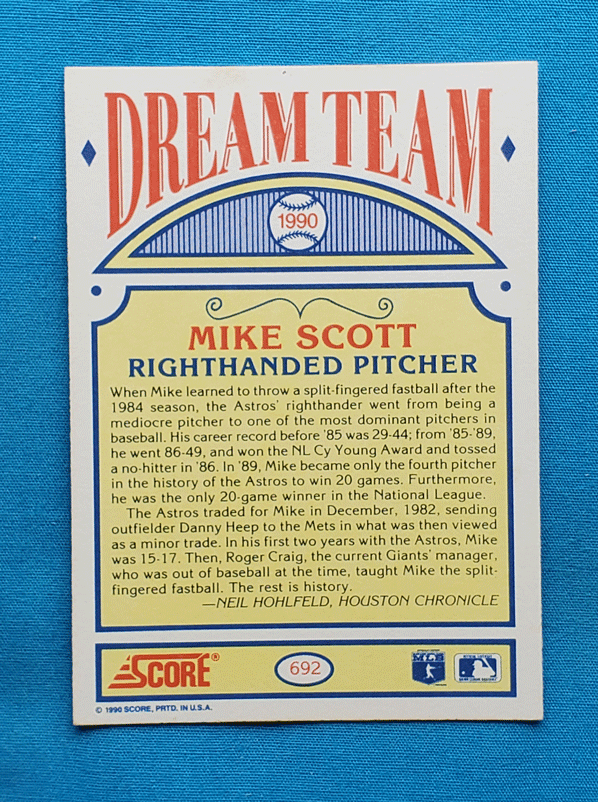 DREAM TEAM
1990
MIKE SCOTT
RIGHTHANDED PITCHER
When Mike learned to throw a split-fingered fastball after the
1984 season, the Astros' righthander went from being a
mediocre pitcher to one of the most dominant pitchers in
baseball. His career record before '85 was 29-44; from '85-'89,
he went 86-49, and won the NL Cy Young Award and tossed
a no-hitter in '86. In '89, Mike became only the fourth pitcher
in the history of the Astros to win 20 games. Furthermore,
he was the only 20-game winner in the National League.
The Astros traded for Mike in December, 1982, sending
outfielder Danny Heep to the Mets in what was then viewed
as a minor trade. In his first two years with the Astros, Mike
was 15-17. Then, Roger Craig, the current Giants' manager,
who was out of baseball at the time, taught Mike the split-
fingered fastball. The rest is history.
—NEIL HOHLFELD, HOUSTON CHRONICLE
SCORE®
692
© 1990 SCORE, PRTD. IN U.S.A.